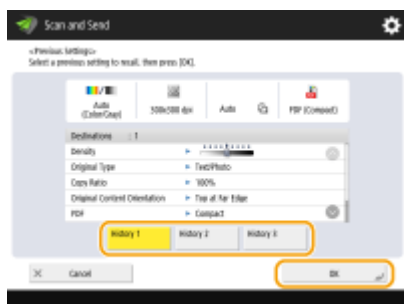 Scan and Send
<Previous Settings>
Select a previous setting to recall, then press [OK].
Auto (Color/Gray)
300x300 dpi
Auto
PDF (Compact)
Destinations : 1
Density
Original Type ► Text/Photo
Copy Ratio ► 100%
Original Content Orientation ► Top at Far Edge
PDF ► Compact
History 1 History 2 History 3
Cancel OK